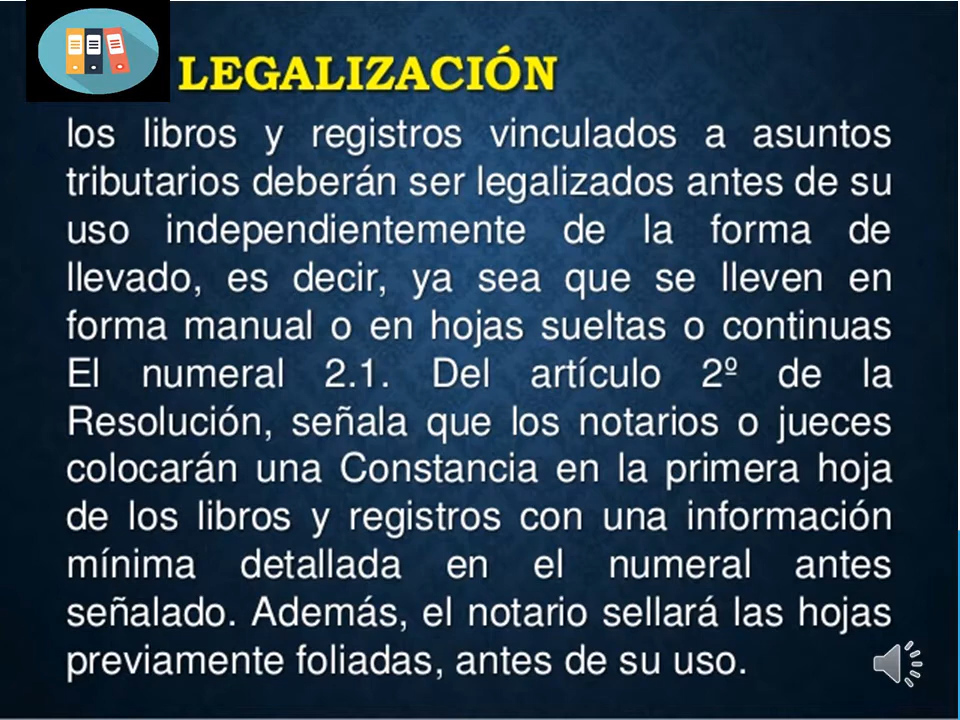 LEGALIZACIÓN
los libros y registros vinculados a asuntos
tributarios deberán ser legalizados antes de su
uso independientemente de la forma de
llevado, es decir, ya sea que se lleven en
forma manual o en hojas sueltas o continuas
El numeral 2.1. Del artículo 2º de la
Resolución, señala que los notarios o jueces
colocarán una Constancia en la primera hoja
de los libros y registros con una información
mínima detallada en el numeral antes
señalado. Además, el notario sellará las hojas
previamente foliadas, antes de su uso.